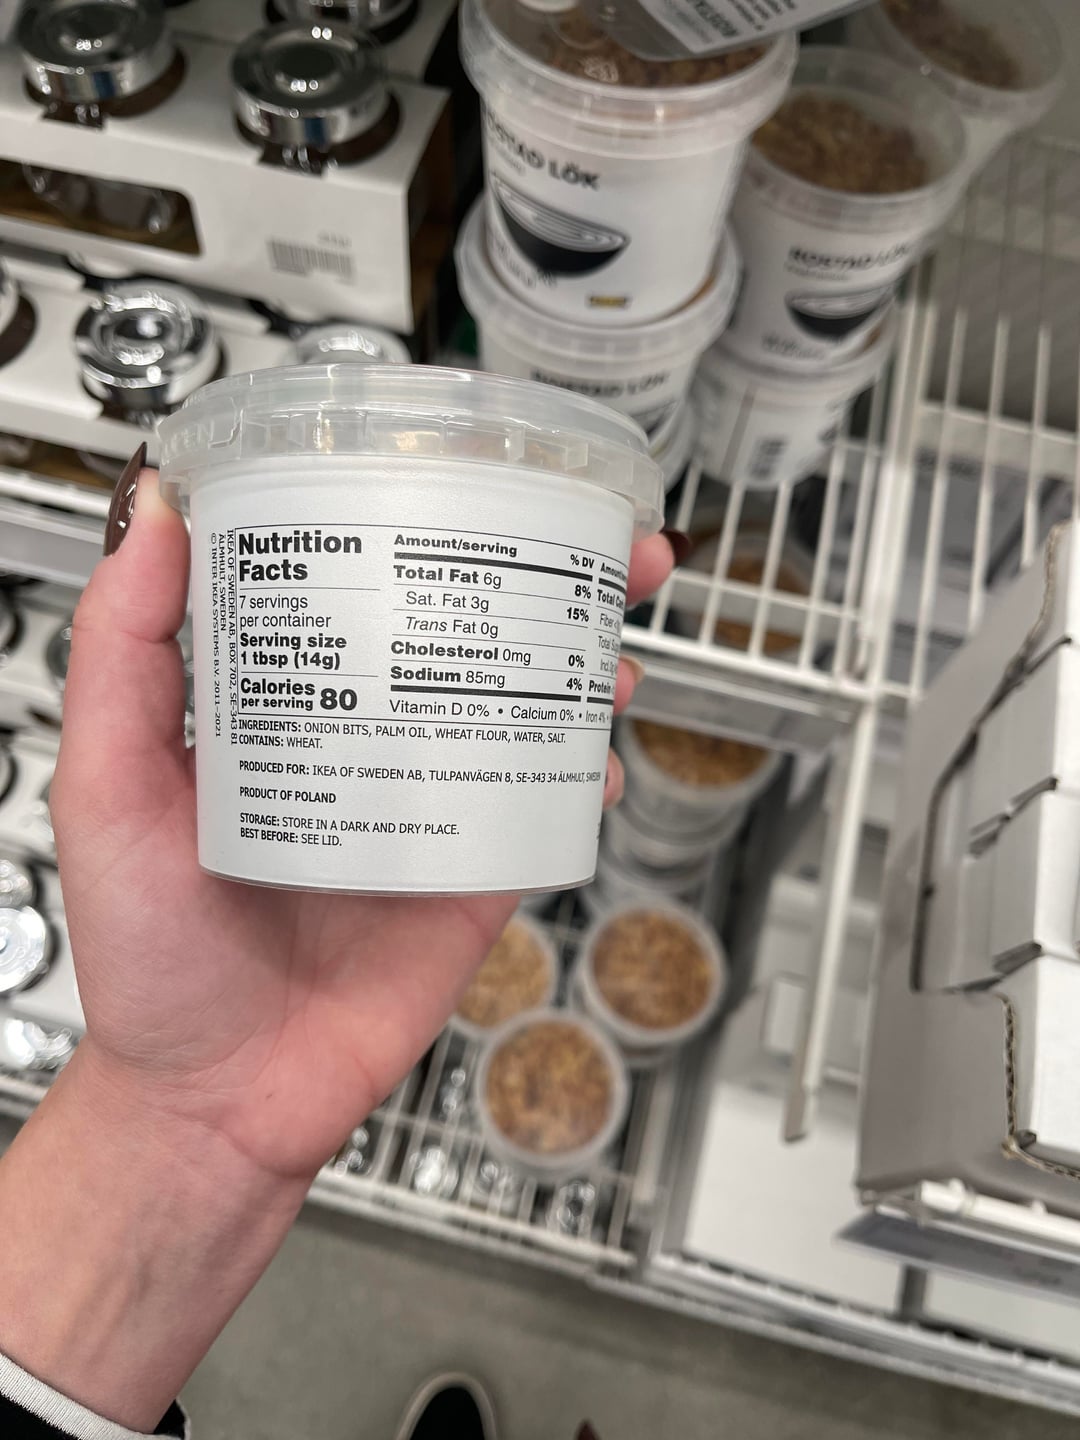 ROSTAD LÖK
ROSTAD LÖK
ROSTAD LÖK
IKEA OF SWEDEN AB, BOX 702, SE-343 81
ÄLMHULT, SWEDEN
© INTER IKEA SYSTEMS B.V. 2011-2021
Nutrition
Facts
7 servings
per container
Serving size
1 tbsp (14g)
Calories
per serving 80
Amount/serving % DV
Total Fat 6g 8%
Sat. Fat 3g 15%
Trans Fat 0g
Cholesterol 0mg 0%
Sodium 85mg 4%
Vitamin D 0% • Calcium 0% • Iron 4% •
Total
Fiber
Total
Protein
INGREDIENTS: ONION BITS, PALM OIL, WHEAT FLOUR, WATER, SALT.
CONTAINS: WHEAT.
PRODUCED FOR: IKEA OF SWEDEN AB, TULPANVÄGEN 8, SE-343 34 ÄLMHULT, SWEDEN
PRODUCT OF POLAND
STORAGE: STORE IN A DARK AND DRY PLACE.
BEST BEFORE: SEE LID.